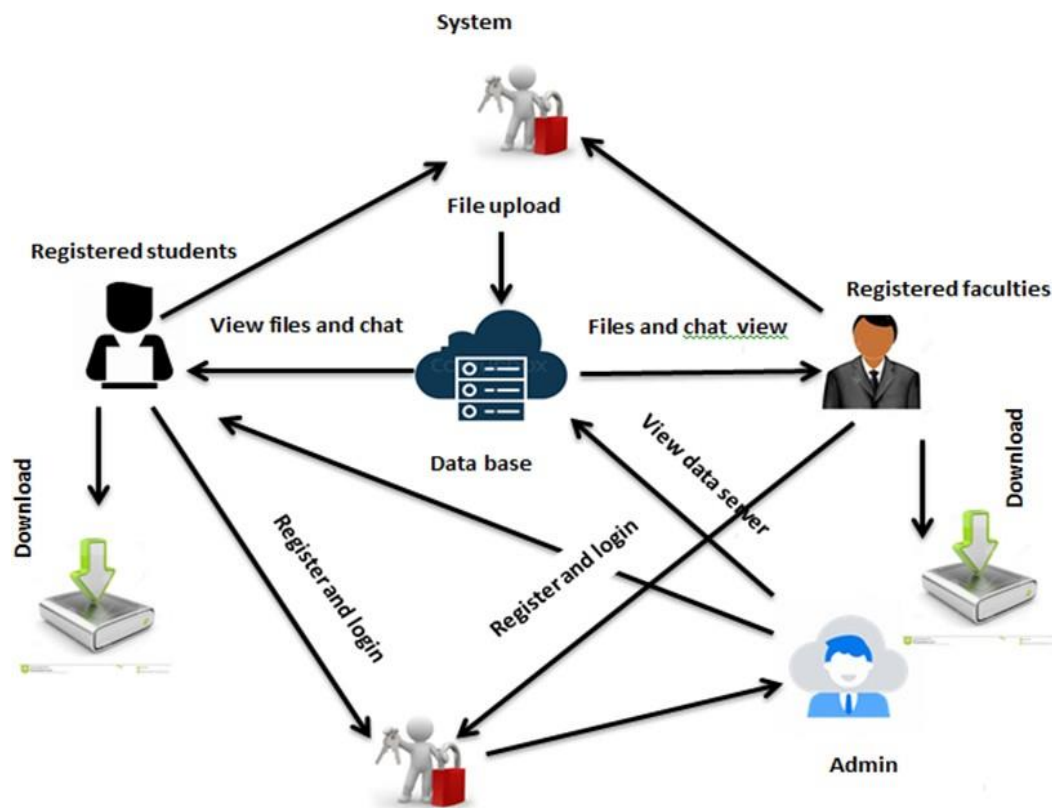 System
File upload
Registered students
Registered faculties
View files and chat
Files and chat view
Data base
View data server
Download
Download
Register and login
Register and login
Admin